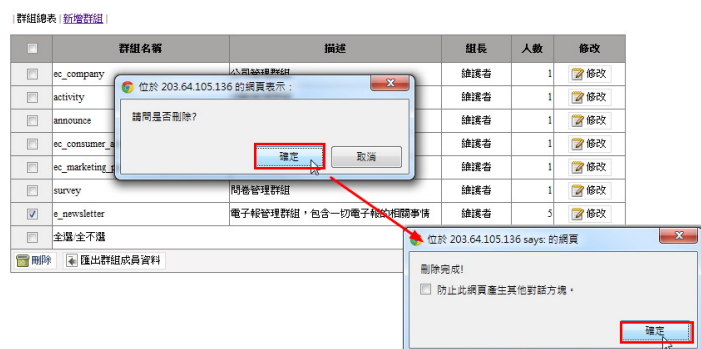 |群組總表|新增群組|
群組名稱 描述 組長 人數 修改
ec_company 公司管理群組 維護者 1 修改
activity 維護者 1 修改
announce 維護者 1 修改
ec_consumer_a 維護者 1 修改
ec_marketing_ 維護者 1 修改
survey 問卷管理群組 維護者 1 修改
e_newsletter 電子報管理群組，包含一切電子報的相關事情 維護者 5 修改
全選/全不選
刪除 匯出群組成員資料
位於 203.64.105.136 的網頁表示：
請問是否刪除?
確定 取消
位於 203.64.105.136 says: 的網頁
刪除完成!
防止此網頁產生其他對話方塊。
確定